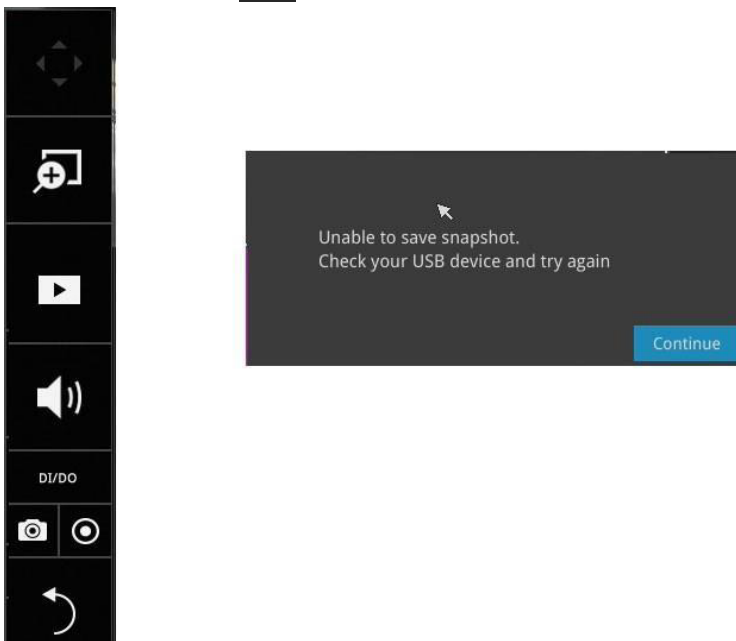 Unable to save snapshot.
Check your USB device and try again
Continue
DI/DO